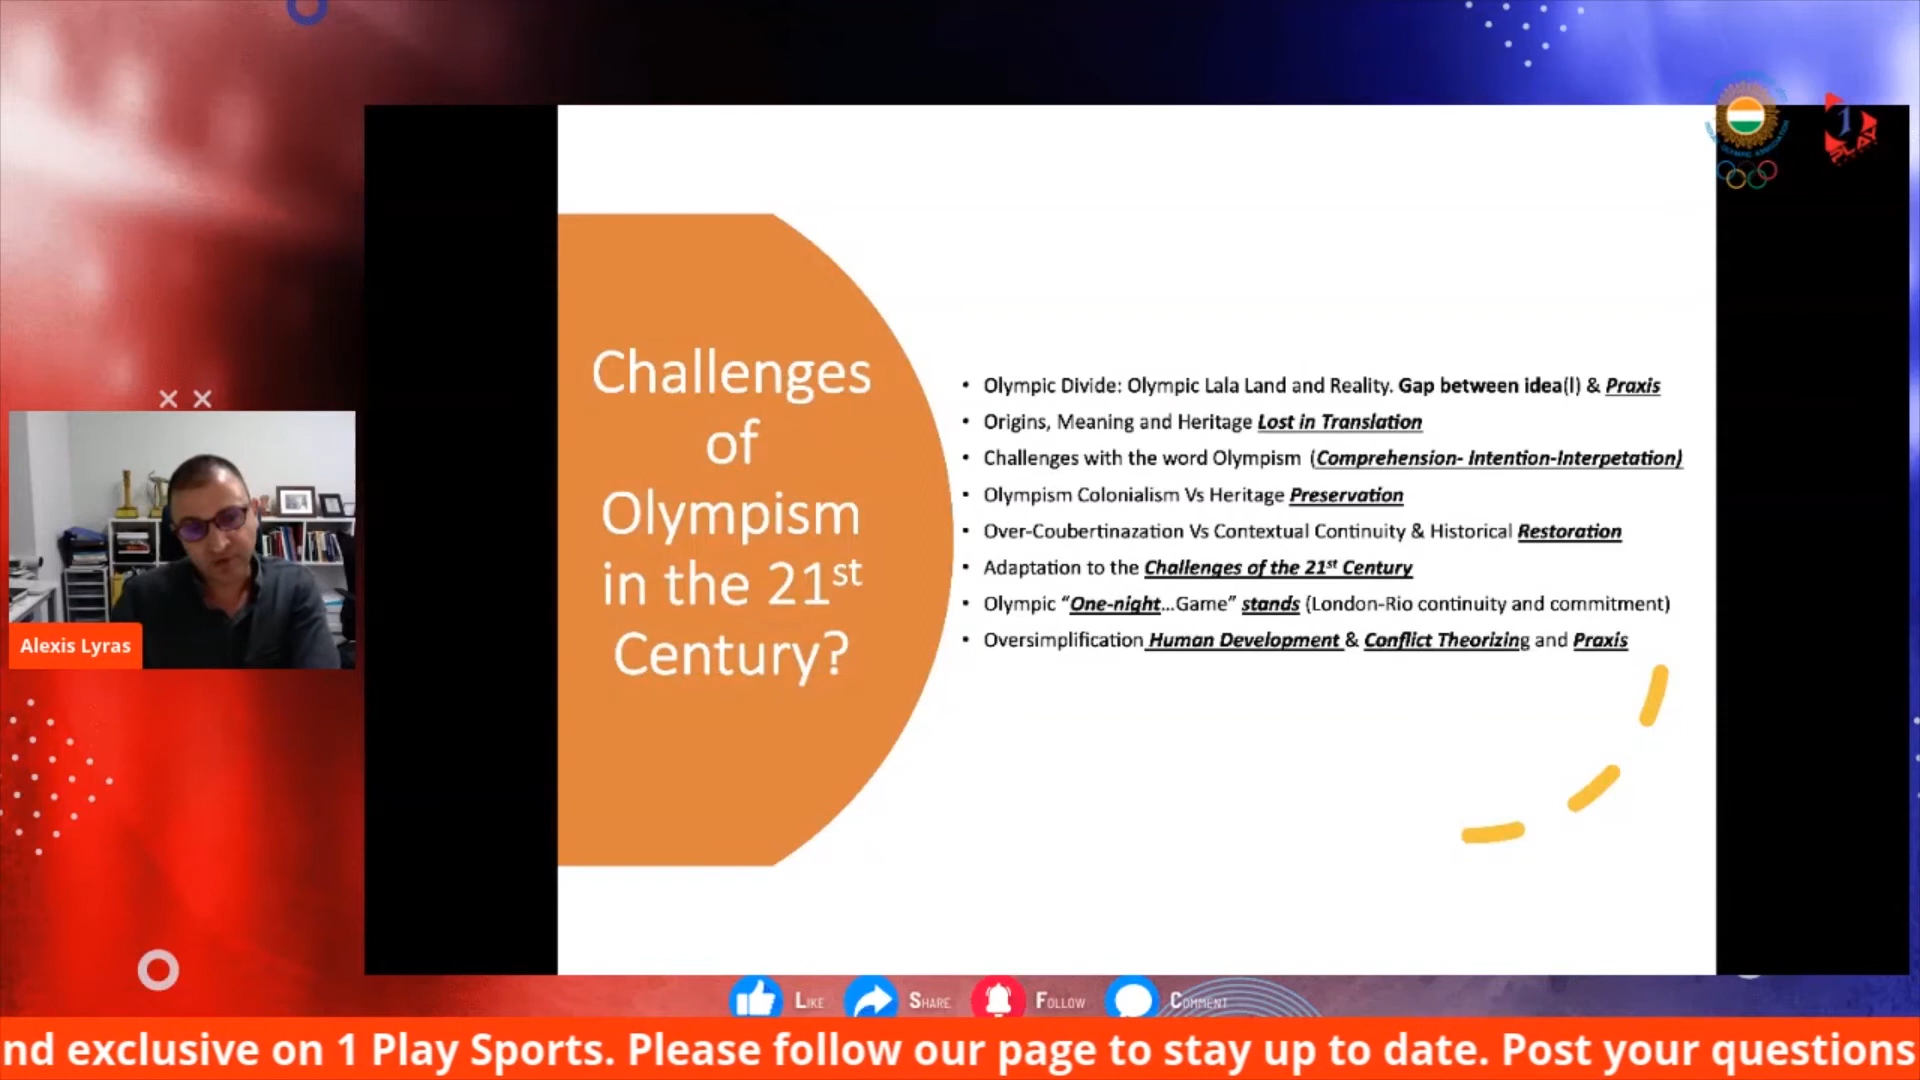 Challenges
of
Olympism
in the 21st
Century?
• Olympic Divide: Olympic Lala Land and Reality. Gap between idea(l) & Praxis
• Origins, Meaning and Heritage Lost in Translation
• Challenges with the word Olympism (Comprehension- Intention-Interpetation)
• Olympism Colonialism Vs Heritage Preservation
• Over-Coubertinazation Vs Contextual Continuity & Historical Restoration
• Adaptation to the Challenges of the 21st Century
• Olympic “One-night...Game” stands (London-Rio continuity and commitment)
• Oversimplification Human Development & Conflict Theorizing and Praxis
Alexis Lyras
1
PLAY
LIKE
SHARE
FOLLOW
COMMENT
nd exclusive on 1 Play Sports. Please follow our page to stay up to date. Post your questions